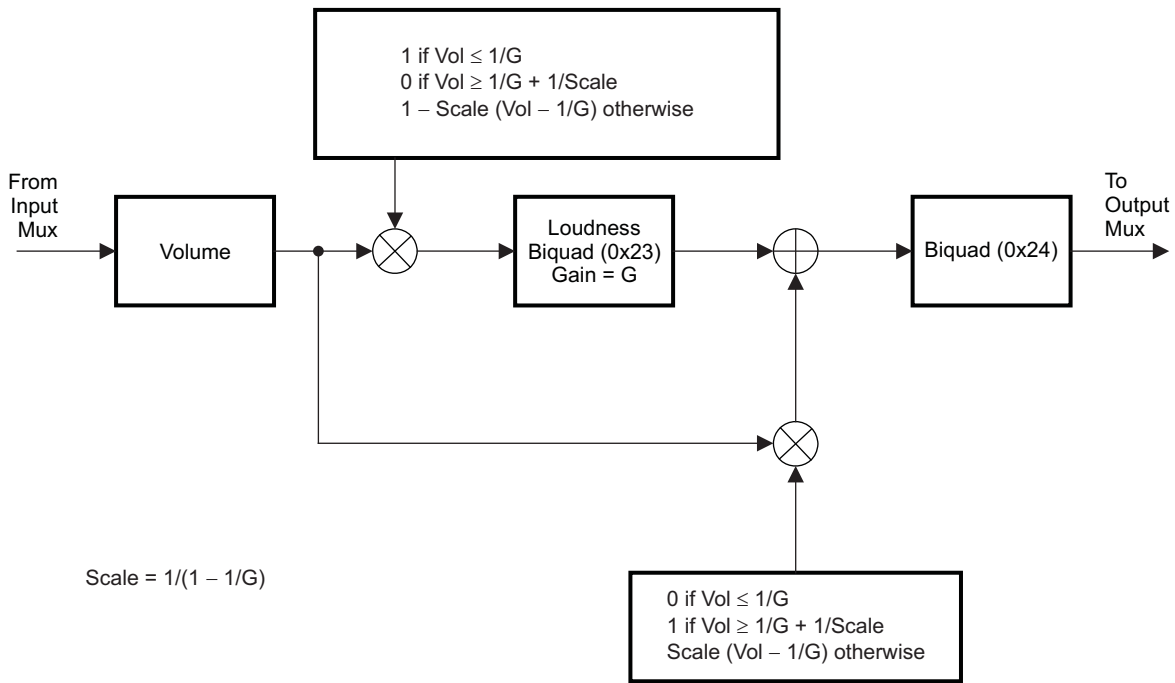 1 if Vol ≤ 1/G
0 if Vol ≥ 1/G + 1/Scale
1 – Scale (Vol – 1/G) otherwise
From
Input
Mux
Volume
Loudness
Biquad (0x23)
Gain = G
Biquad (0x24)
To
Output
Mux
Scale = 1/(1 – 1/G)
0 if Vol ≤ 1/G
1 if Vol ≥ 1/G + 1/Scale
Scale (Vol – 1/G) otherwise